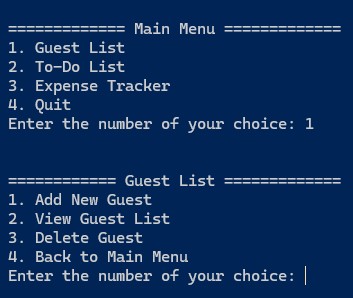 ============= Main Menu =============
1. Guest List
2. To-Do List
3. Expense Tracker
4. Quit
Enter the number of your choice: 1
============ Guest List =============
1. Add New Guest
2. View Guest List
3. Delete Guest
4. Back to Main Menu
Enter the number of your choice: